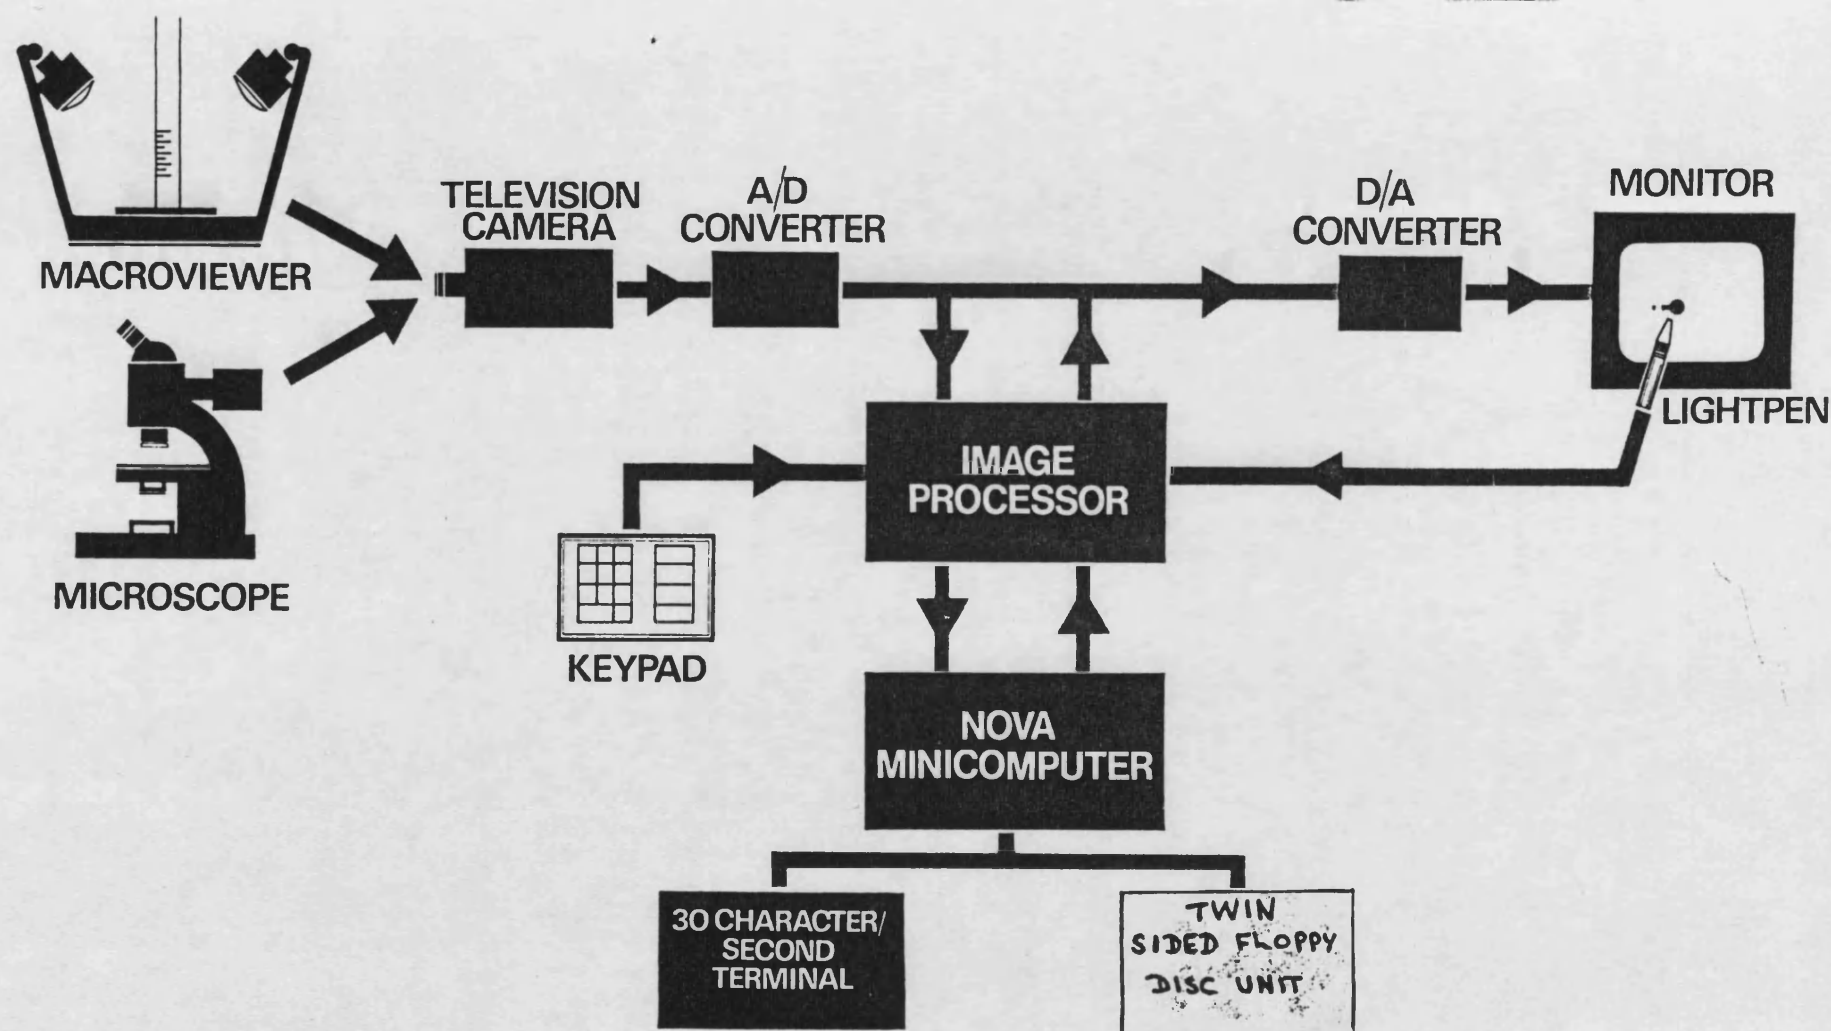 MACROVIEWER
MICROSCOPE
TELEVISION
CAMERA
A/D
CONVERTER
D/A
CONVERTER
MONITOR
LIGHTPEN
IMAGE
PROCESSOR
KEYPAD
NOVA
MINICOMPUTER
30 CHARACTER/
SECOND
TERMINAL
TWIN
SIDED FLOPPY
DISC UNIT